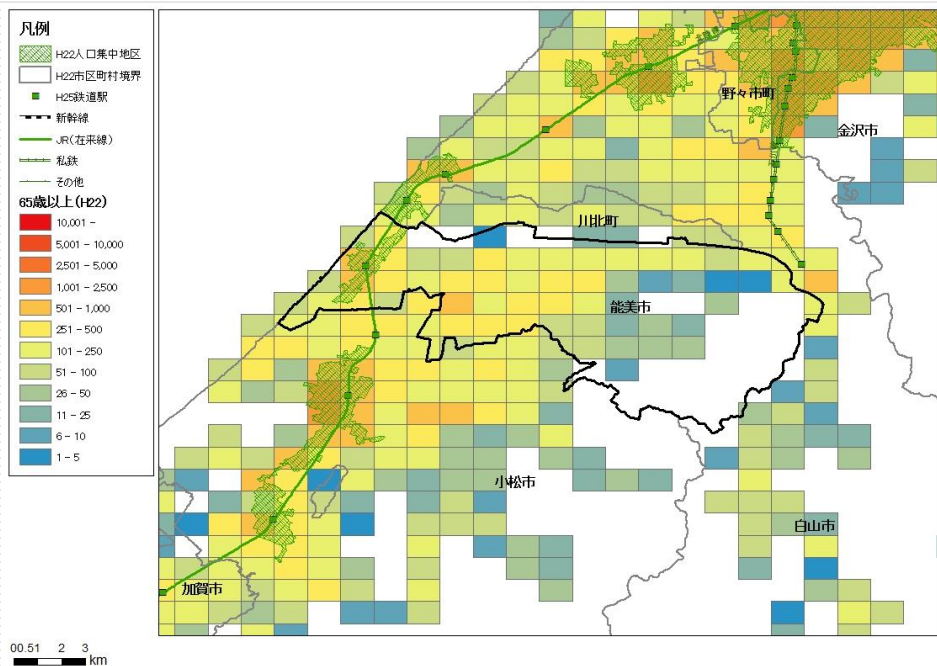 凡例
H22人口集中地区
H22市区町村境界
H25鉄道駅
新幹線
JR(在来線)
私鉄
その他
65歳以上(H22)
10,001 -
5,001 - 10,000
2,501 - 5,000
1,001 - 2,500
501 - 1,000
251 - 500
101 - 250
51 - 100
26 - 50
11 - 25
6 - 10
1 - 5
野々市町
金沢市
川北町
能美市
小松市
白山市
加賀市
00.51 2 3
km